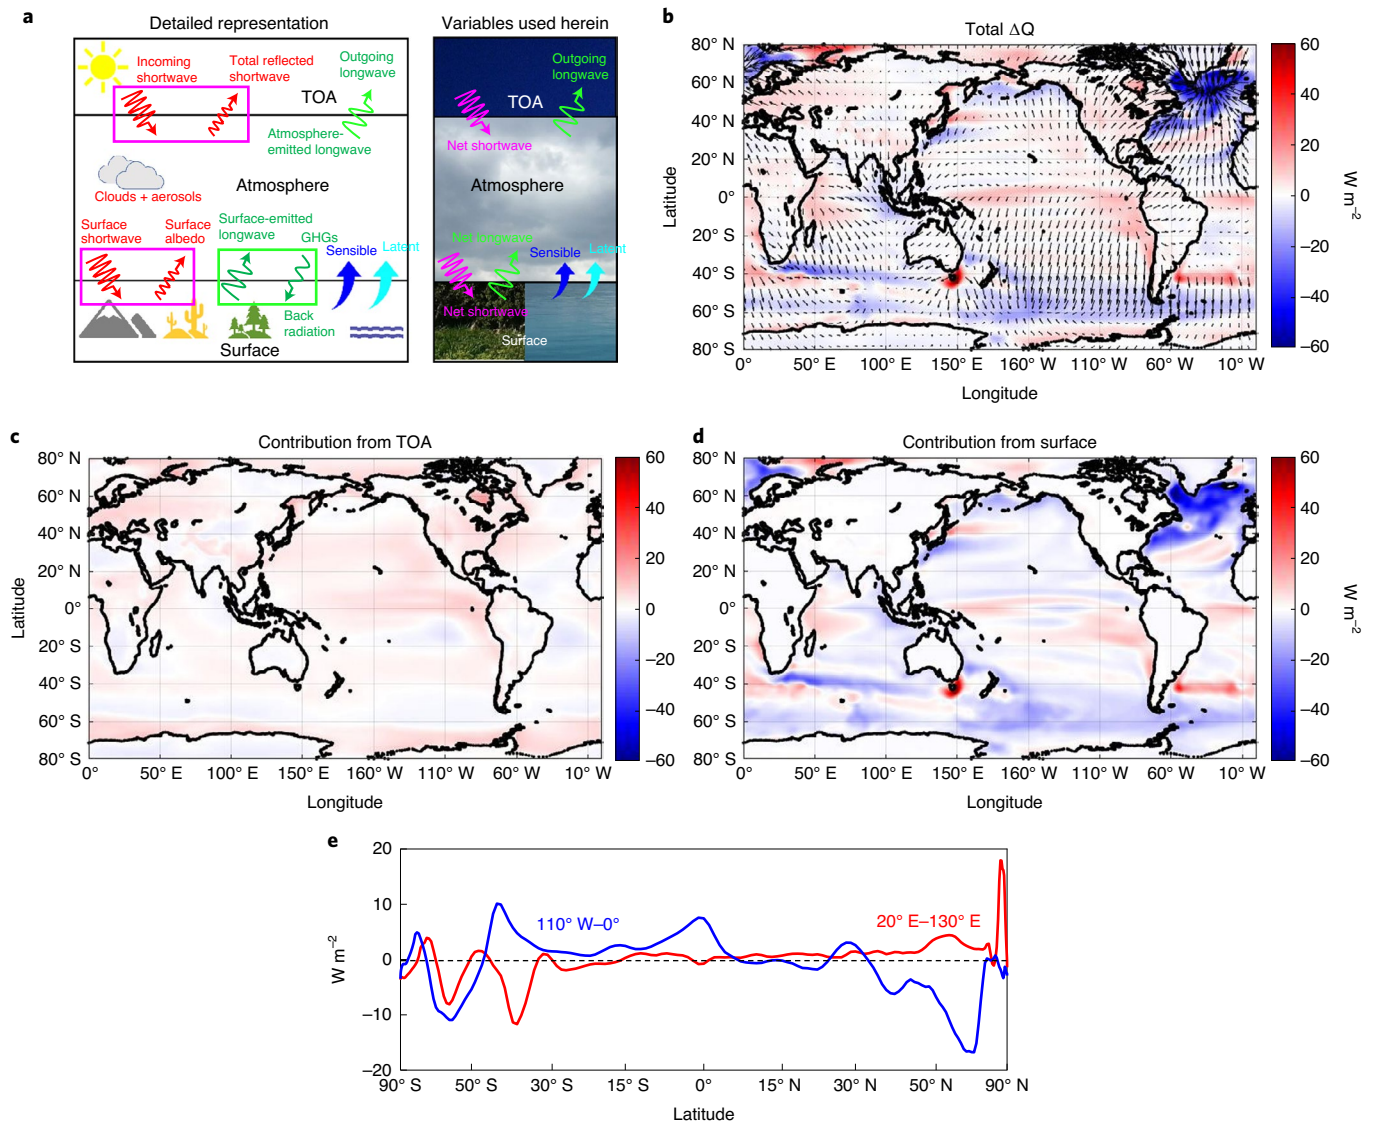 a
Detailed representation
Variables used herein
Incoming
shortwave
Total reflected
shortwave
Outgoing
longwave
TOA
Atmosphere-
emitted longwave
Clouds + aerosols
Atmosphere
Surface
shortwave
Surface
albedo
Surface-emitted
longwave
GHGs
Sensible
Latent
Back
radiation
Surface
Outgoing
longwave
TOA
Net shortwave
Atmosphere
Net longwave
Sensible
Latent
Net shortwave
Surface
b
Total ΔQ
80° N
60° N
40° N
20° N
0°
20° S
40° S
60° S
80° S
Latitude
0°
50° E
100° E
150° E
160° W
110° W
60° W
10° W
Longitude
60
40
20
0
–20
–40
–60
W m–2
c
Contribution from TOA
80° N
60° N
40° N
20° N
0°
20° S
40° S
60° S
80° S
Latitude
0°
50° E
100° E
150° E
160° W
110° W
60° W
10° W
Longitude
60
40
20
0
–20
–40
–60
d
Contribution from surface
80° N
60° N
40° N
20° N
0°
20° S
40° S
60° S
80° S
0°
50° E
100° E
150° E
160° W
110° W
60° W
10° W
Longitude
60
40
20
0
–20
–40
–60
W m–2
e
20
10
0
–10
–20
W m–2
110° W–0°
20° E–130° E
90° S
50° S
30° S
15° S
0°
15° N
30° N
50° N
90° N
Latitude